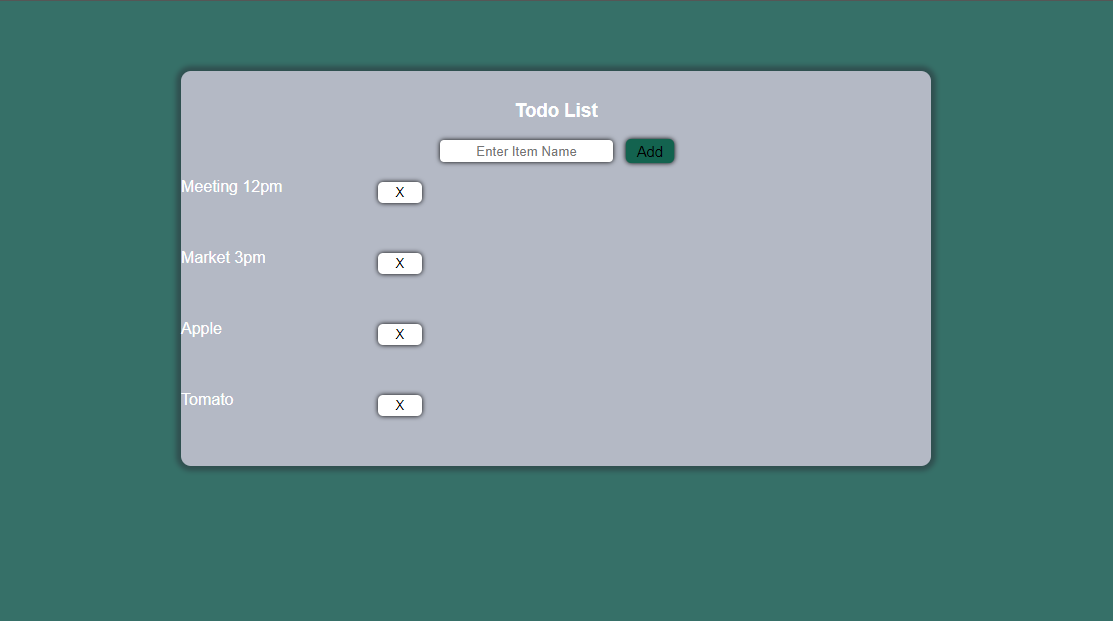 Todo List
Enter Item Name Add
Meeting 12pm X
Market 3pm X
Apple X
Tomato X